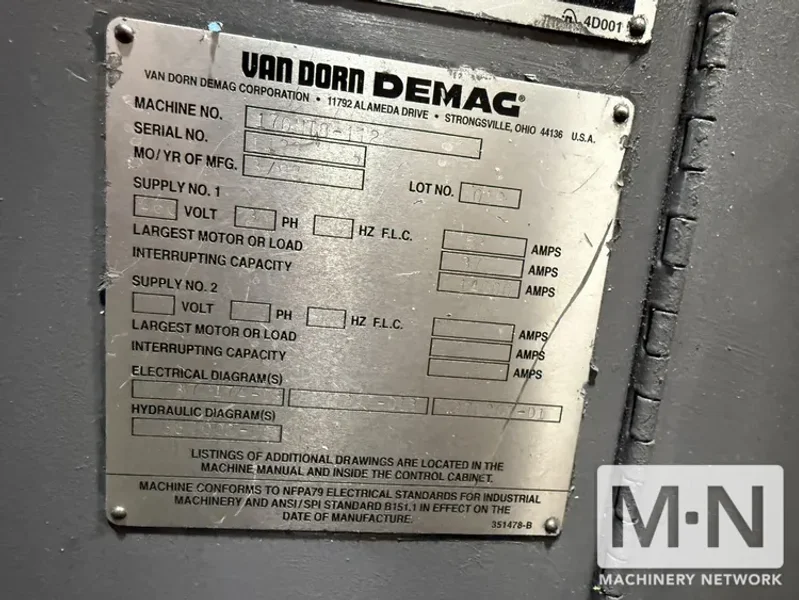 4D001
VAN DORN DEMAG®
VAN DORN DEMAG CORPORATION • 11792 ALAMEDA DRIVE • STRONGSVILLE, OHIO 44136 U.S.A.
MACHINE NO.
SERIAL NO.
MO/YR OF MFG.
LOT NO.
SUPPLY NO. 1
VOLT PH HZ F.L.C. AMPS
LARGEST MOTOR OR LOAD AMPS
INTERRUPTING CAPACITY AMPS
SUPPLY NO. 2
VOLT PH HZ F.L.C. AMPS
LARGEST MOTOR OR LOAD AMPS
INTERRUPTING CAPACITY AMPS
ELECTRICAL DIAGRAM(S)
HYDRAULIC DIAGRAM(S)
LISTINGS OF ADDITIONAL DRAWINGS ARE LOCATED IN THE
MACHINE MANUAL AND INSIDE THE CONTROL CABINET.
MACHINE CONFORMS TO NFPA79 ELECTRICAL STANDARDS FOR INDUSTRIAL
MACHINERY AND ANSI/SPI STANDARD B151.1 IN EFFECT ON THE
DATE OF MANUFACTURE.
351478-B
M·N
MACHINERY NETWORK